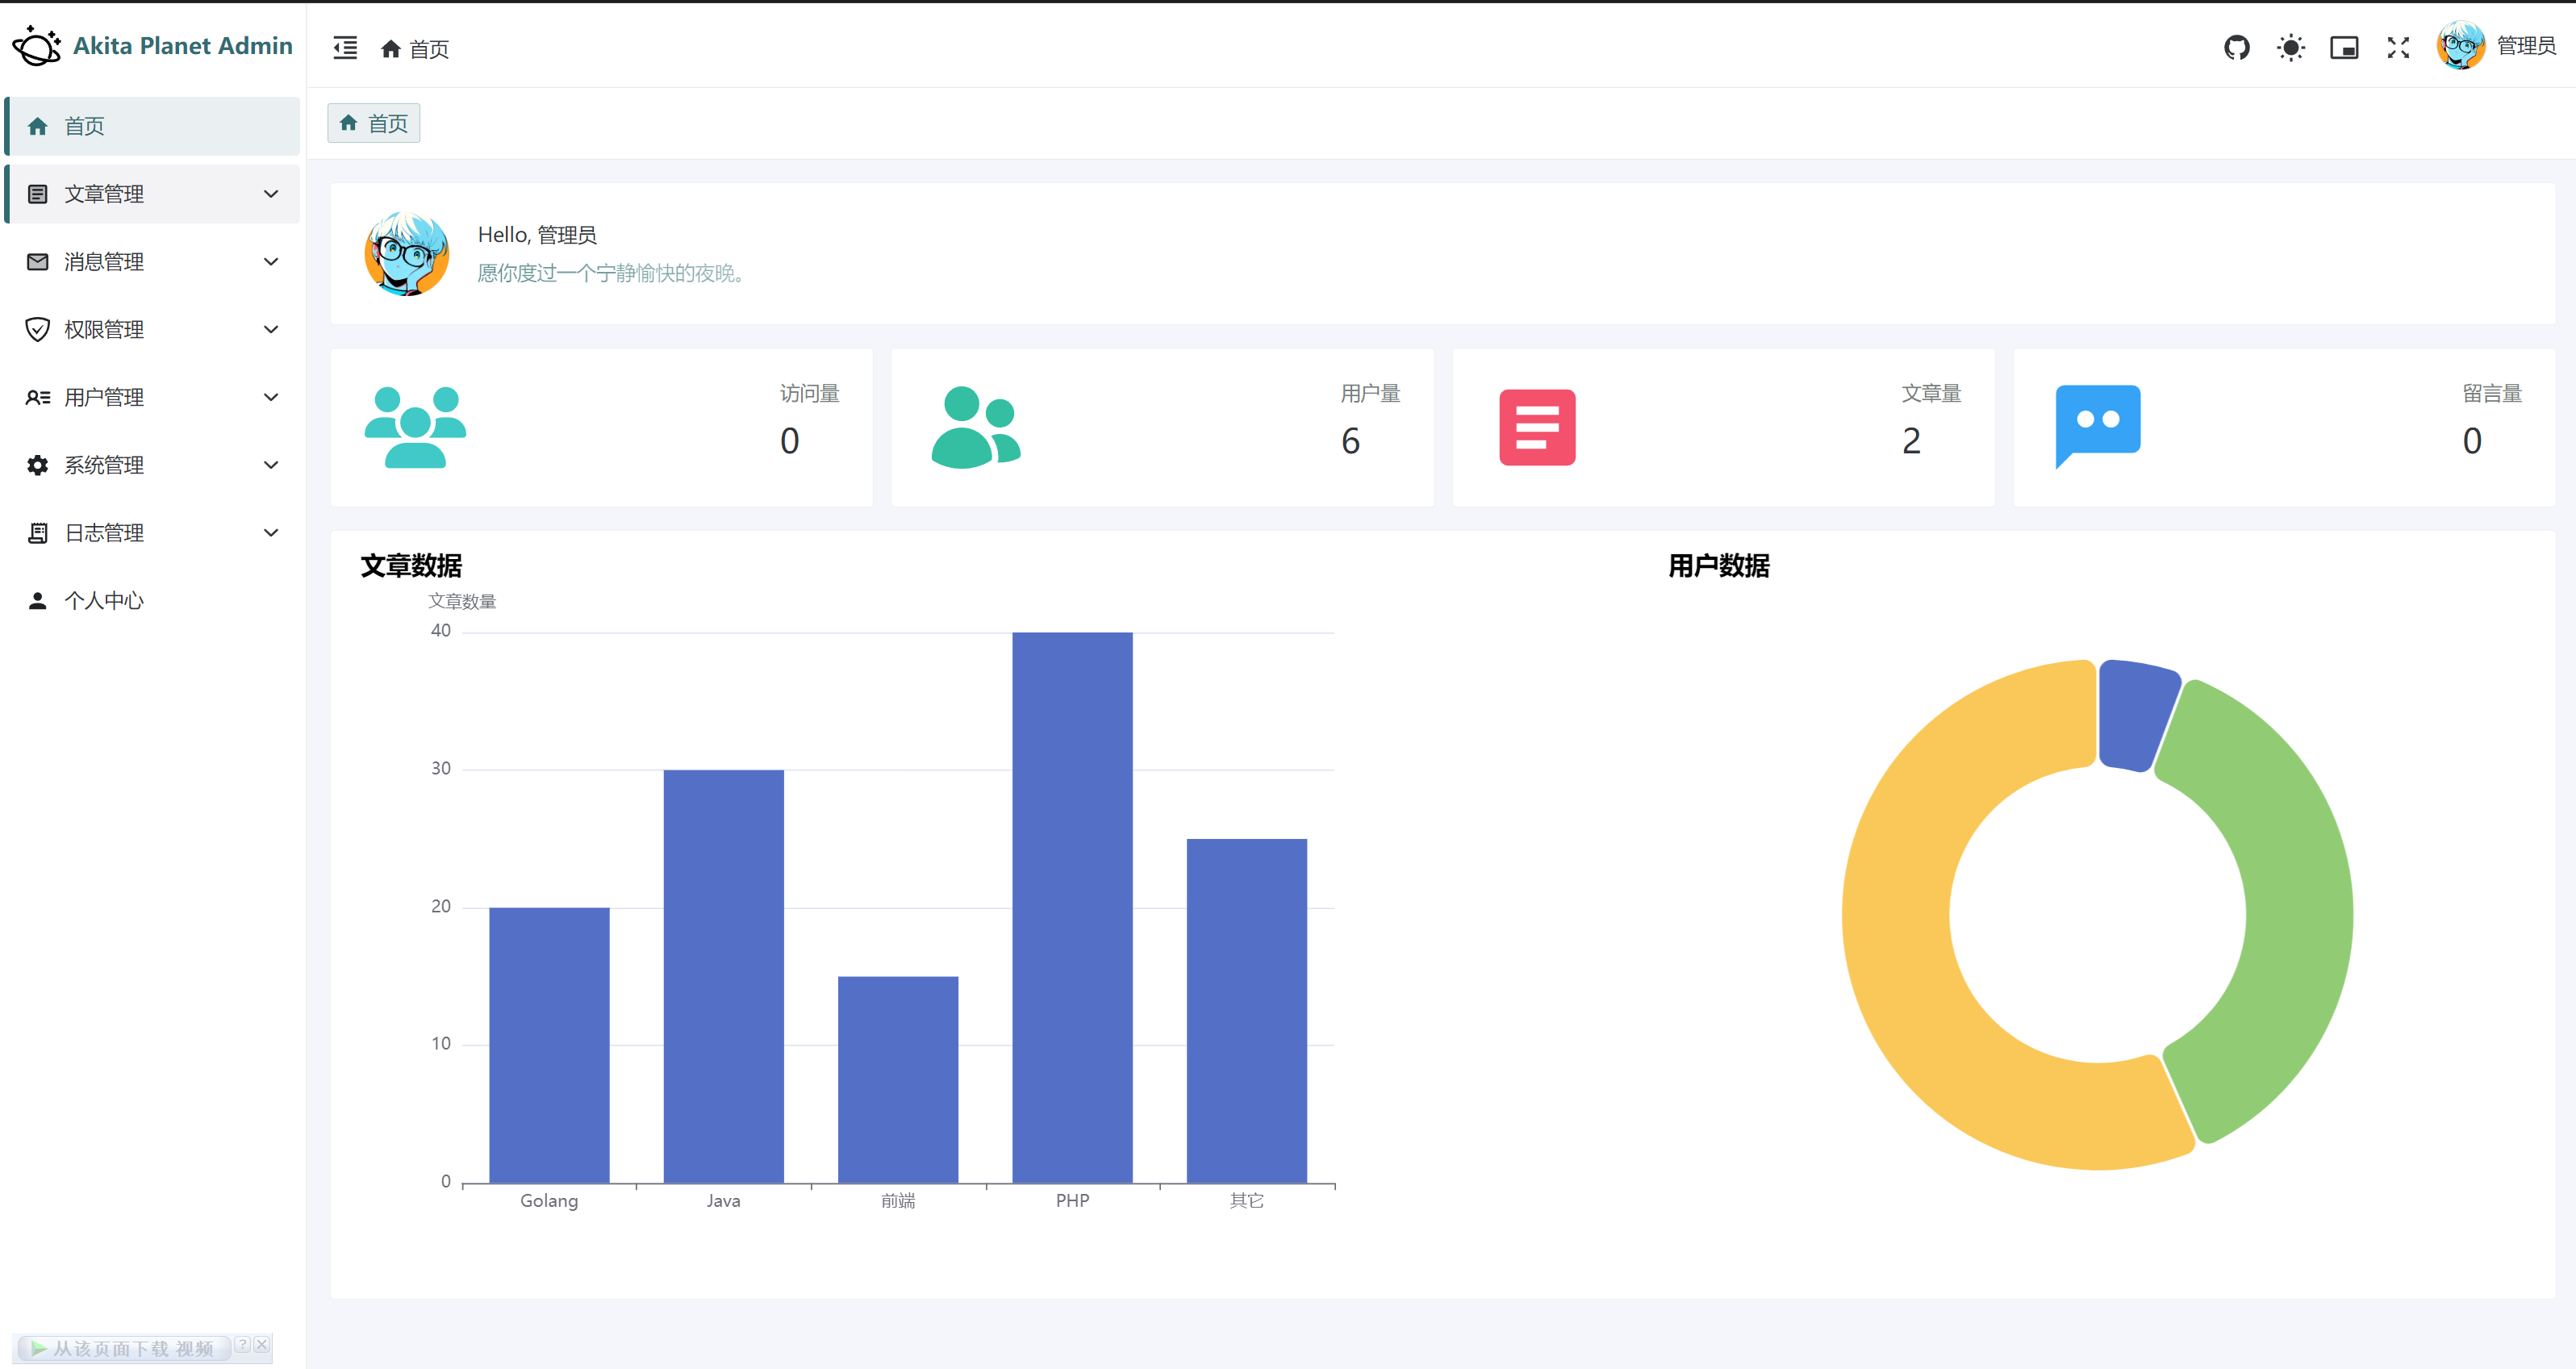 Akita Planet Admin
首页
管理员
首页
文章管理
消息管理
权限管理
用户管理
系统管理
日志管理
个人中心
首页
Hello, 管理员
愿你度过一个宁静愉快的夜晚。
访问量
0
用户量
6
文章量
2
留言量
0
文章数据
文章数量
40
30
20
10
0
Golang
Java
前端
PHP
其它
用户数据
从该页面下载 视频
?